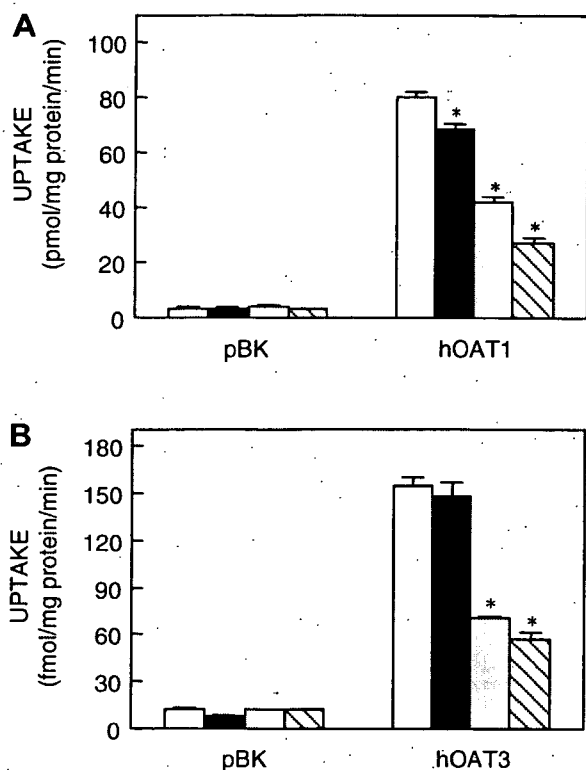 A
UPTAKE
(pmol/mg protein/min)
100
80
60
40
20
0
*
*
*
pBK
hOAT1
B
UPTAKE
(fmol/mg protein/min)
180
150
120
90
60
30
0
*
*
pBK
hOAT3